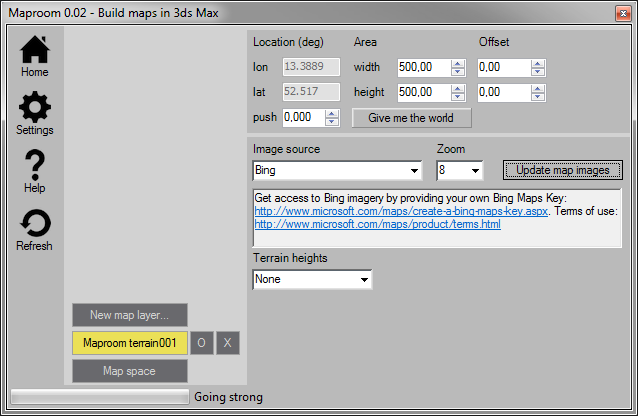 Maproom 0.02 - Build maps in 3ds Max
Home
Settings
Help
Refresh
Location (deg) Area Offset
lon 13.3889 width 500,00 0,00
lat 52.517 height 500,00 0,00
push 0,000 Give me the world
Image source Zoom
Bing 8 Update map images
Get access to Bing imagery by providing your own Bing Maps Key:
http://www.microsoft.com/maps/create-a-bing-maps-key.aspx. Terms of use:
http://www.microsoft.com/maps/product/terms.html
Terrain heights
None
New map layer...
Maproom terrain001 O X
Map space
Going strong